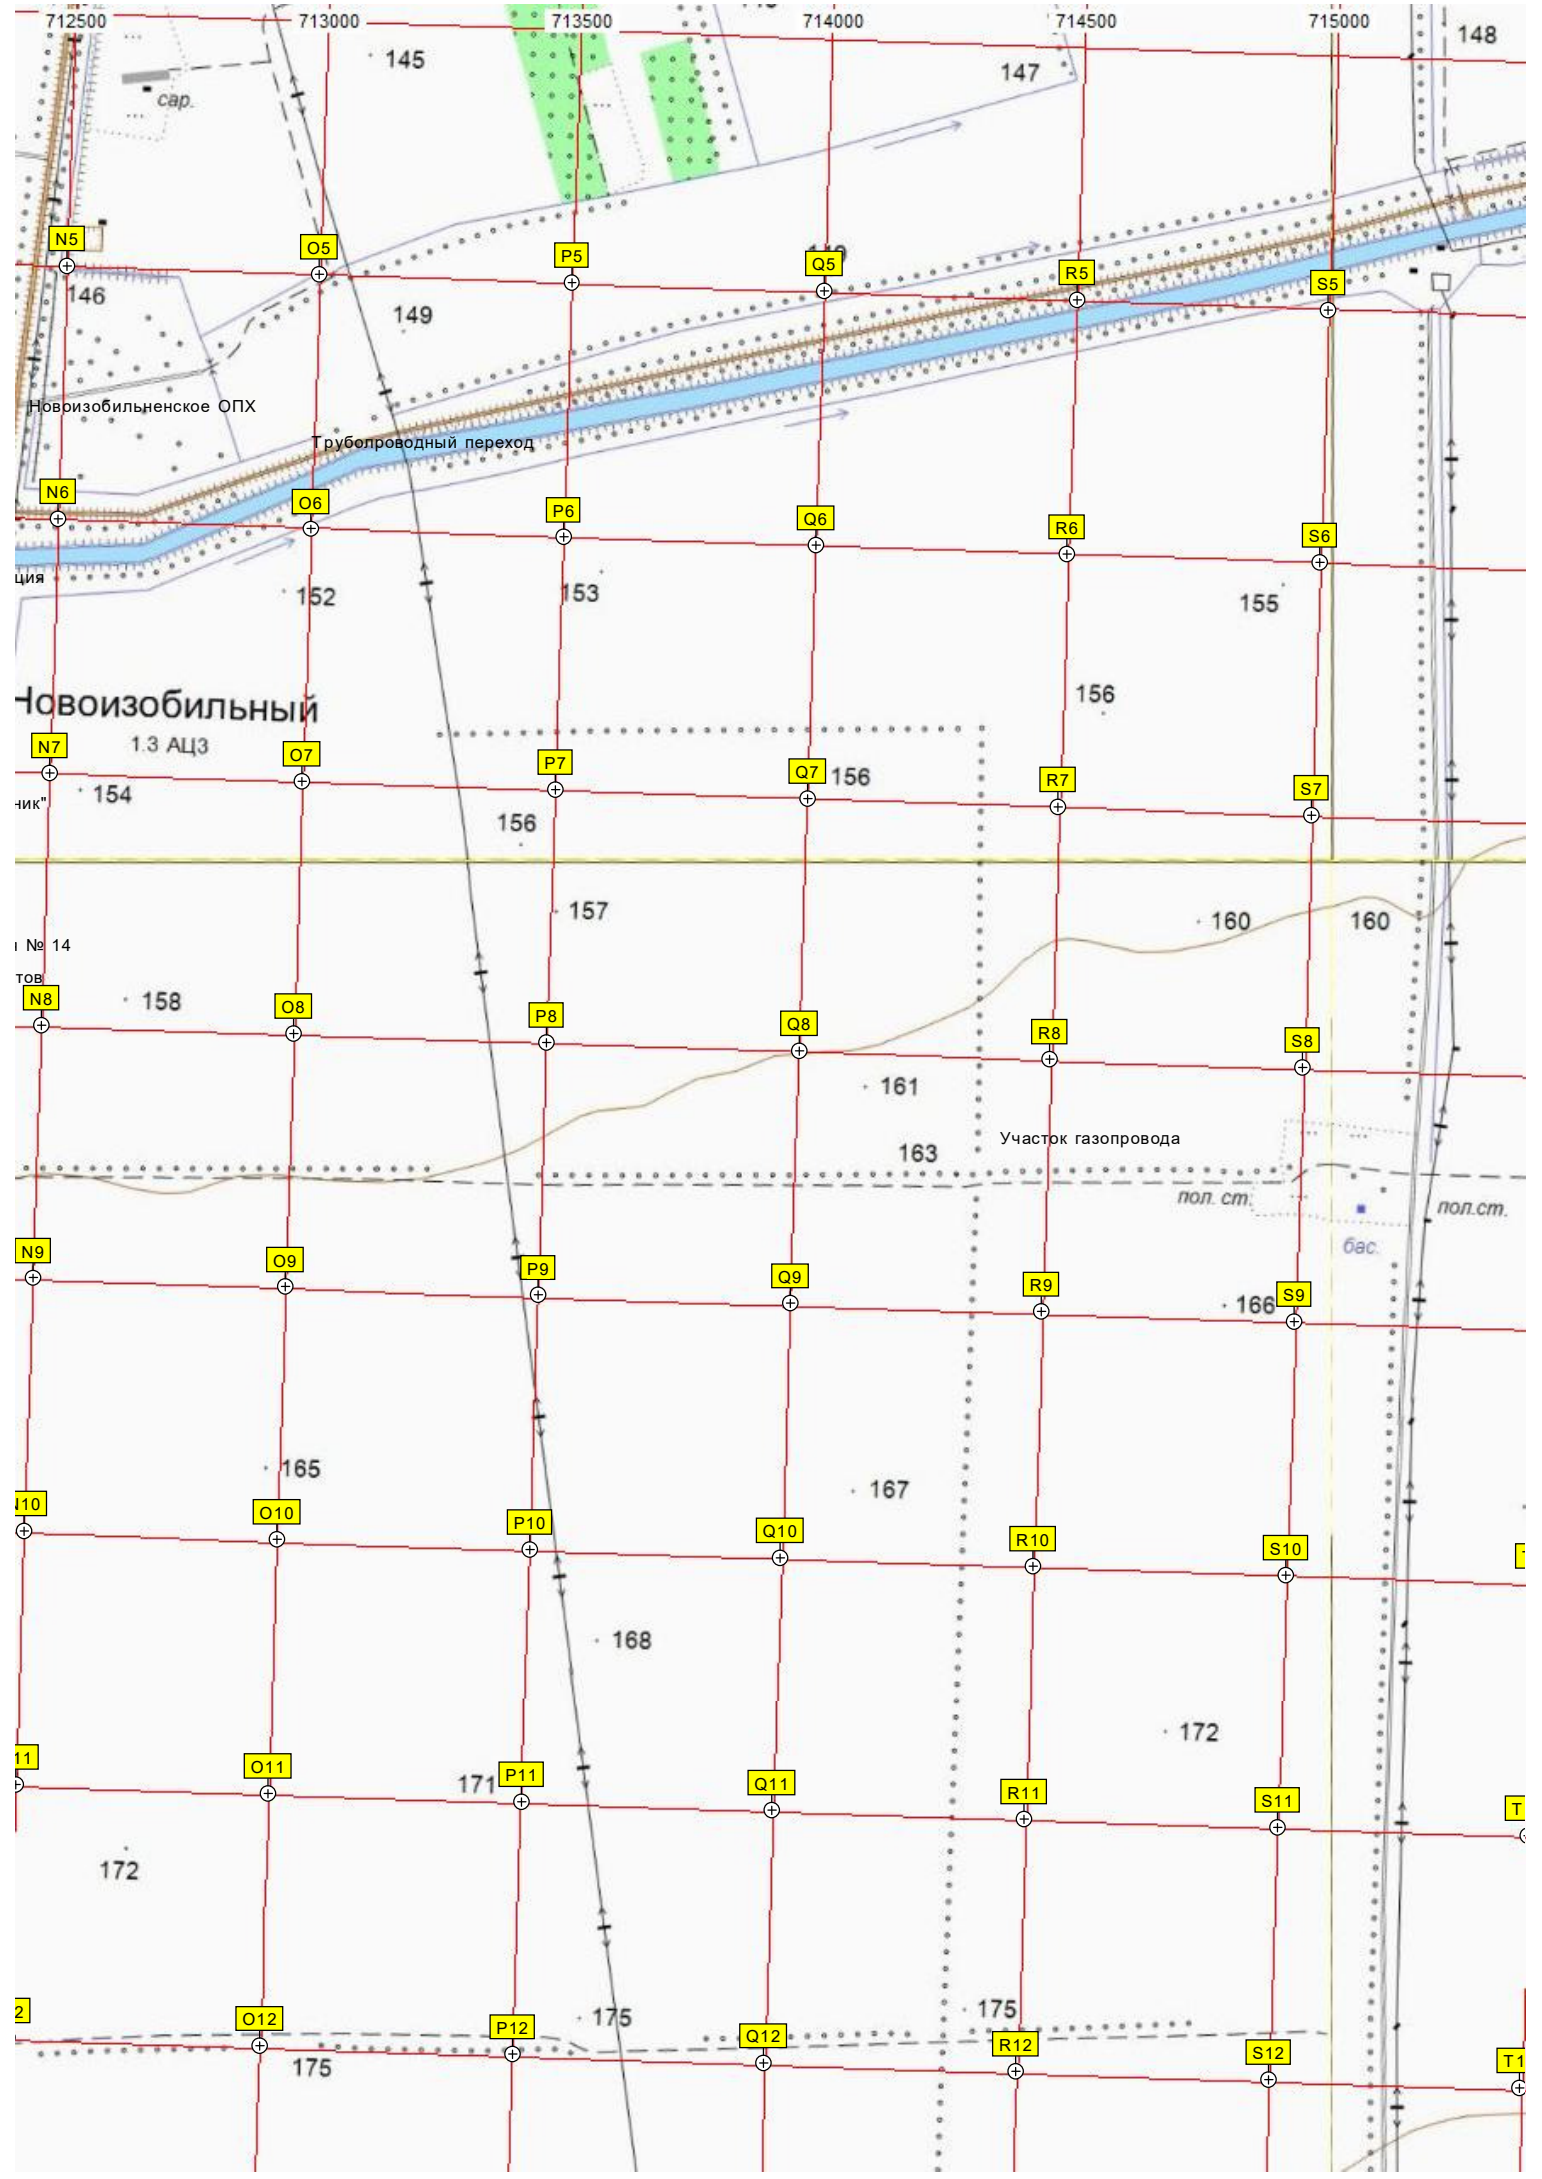 712500 713000 713500 714000 714500 715000
148
145
147
сар.
N5 O5 P5 Q5 R5 S5
146
149
Новоизобильненское ОПХ
Трубопроводный переход
N6 O6 P6 Q6 R6 S6
ция
152 153 155
156
Новоизобильный
1.3 АЦЗ
N7 O7 P7 Q7 156 R7 S7
154
ник"
156
157 160 160
№ 14
тов
N8 158 O8 P8 Q8 R8 S8
161
Участок газопровода
163
пол. ст. пол.ст.
бас.
N9 O9 P9 Q9 R9 166 S9
165
167
N10 O10 P10 Q10 R10 S10
168
172
11 O11 171 P11 Q11 R11 S11 T
172
2 O12 P12 175 Q12 175 R12 S12 T1
175